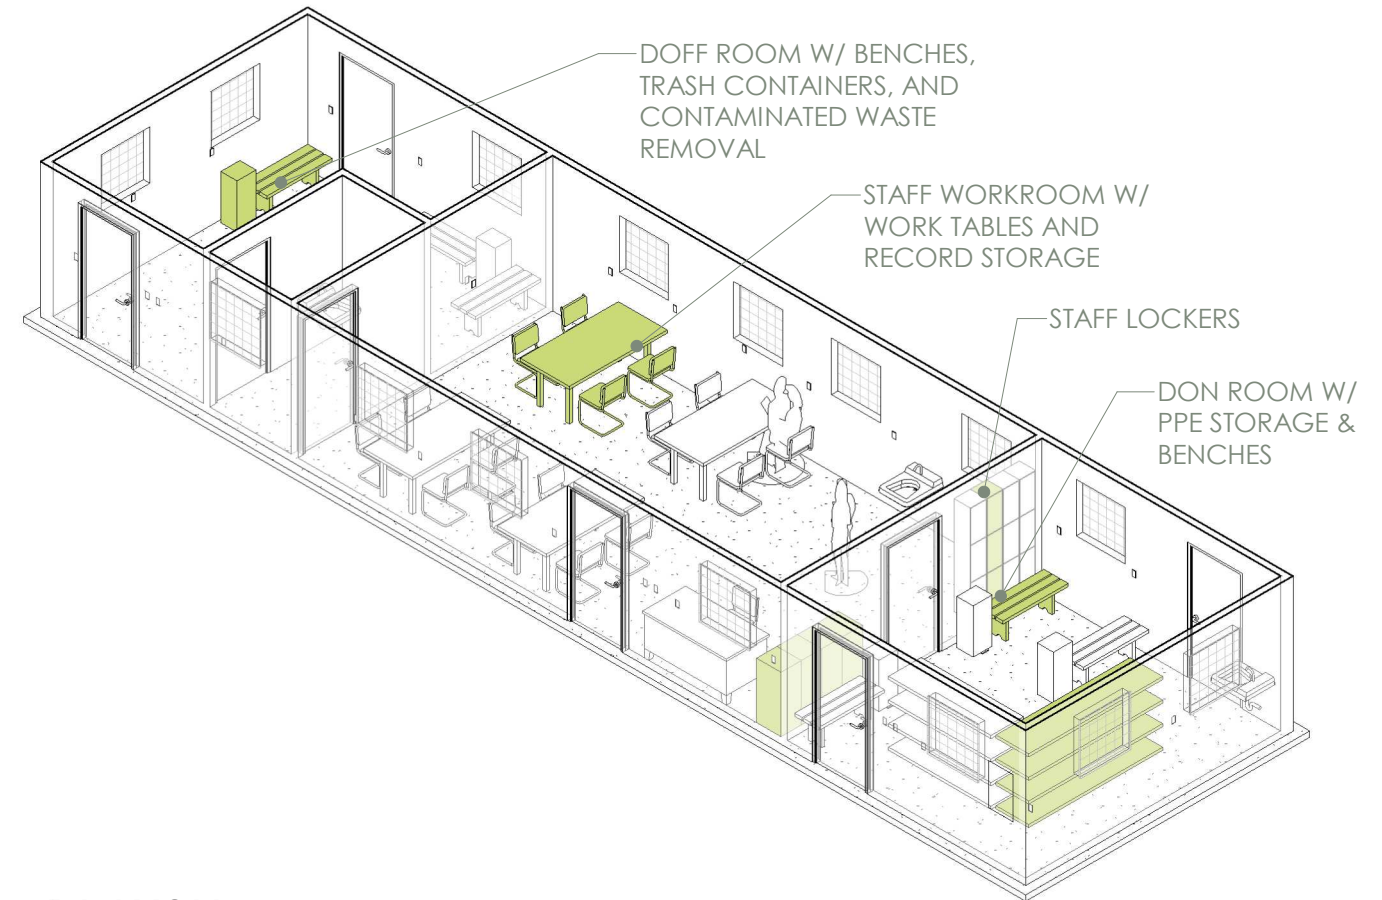 DOFF ROOM W/ BENCHES,
TRASH CONTAINERS, AND
CONTAMINATED WASTE
REMOVAL
STAFF WORKROOM W/
WORK TABLES AND
RECORD STORAGE
STAFF LOCKERS
DON ROOM W/
PPE STORAGE &
BENCHES